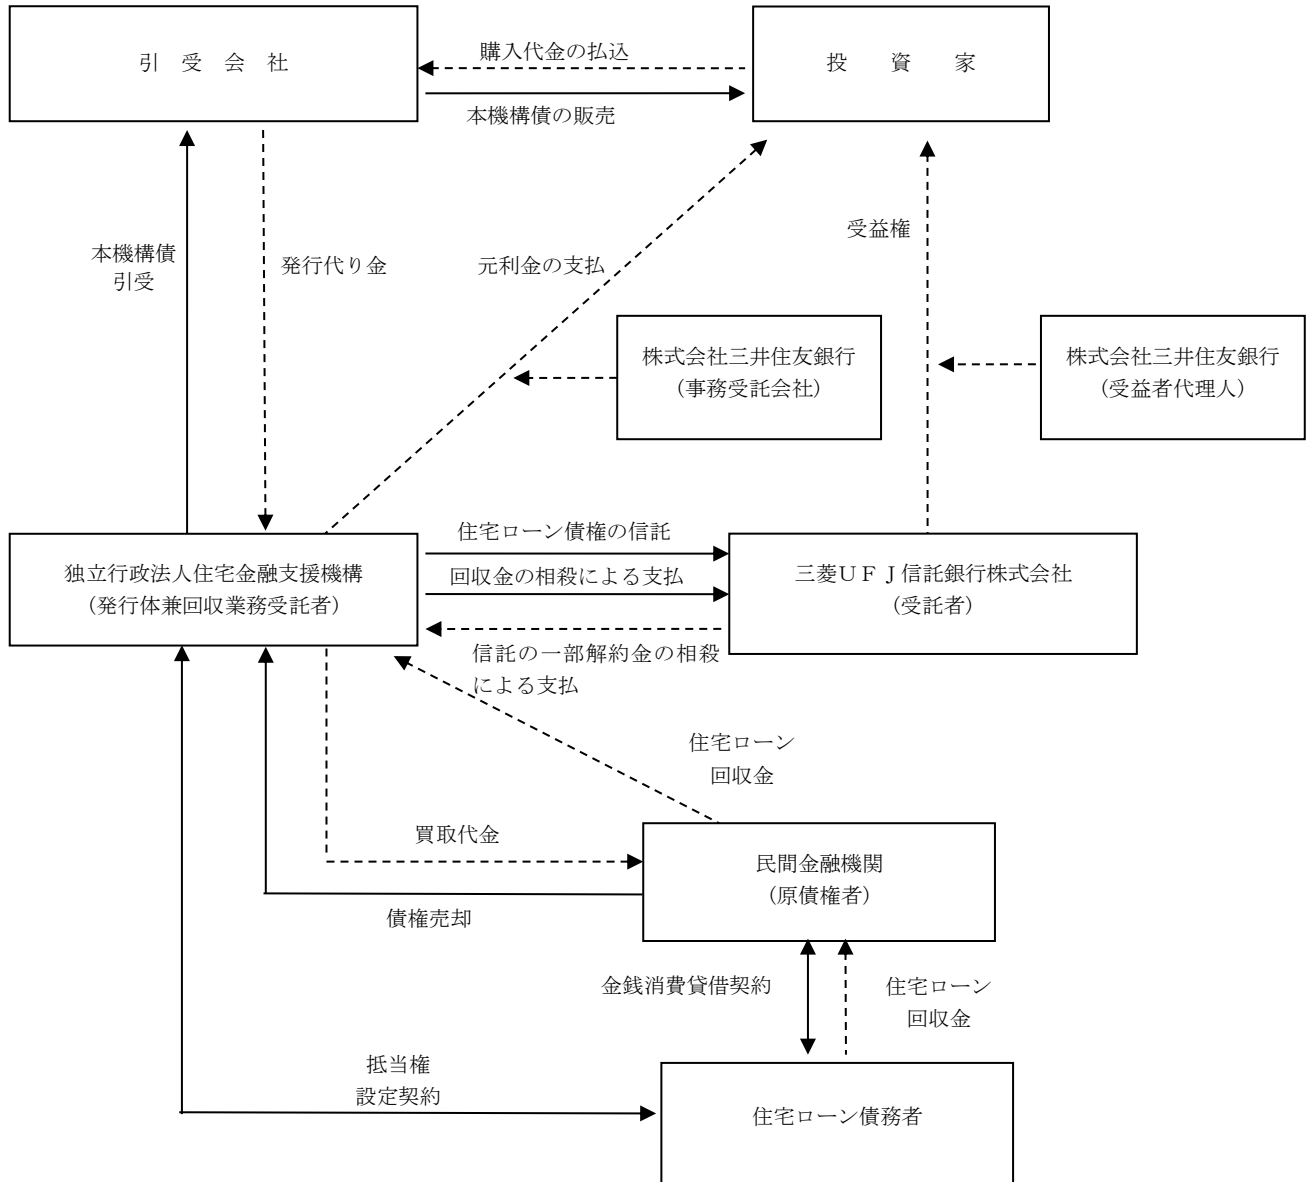 引　受　会　社
購入代金の払込
投　　資　　家
本機構債の販売
受益権
本機構債
引受
発行代り金
元利金の支払
株式会社三井住友銀行
（事務受託会社）
株式会社三井住友銀行
（受益者代理人）
住宅ローン債権の信託
独立行政法人住宅金融支援機構
（発行体兼回収業務受託者）
回収金の相殺による支払
三菱ＵＦＪ信託銀行株式会社
（受託者）
信託の一部解約金の相殺
による支払
住宅ローン
回収金
買取代金
民間金融機関
（原債権者）
債権売却
金銭消費貸借契約
住宅ローン
回収金
抵当権
設定契約
住宅ローン債務者